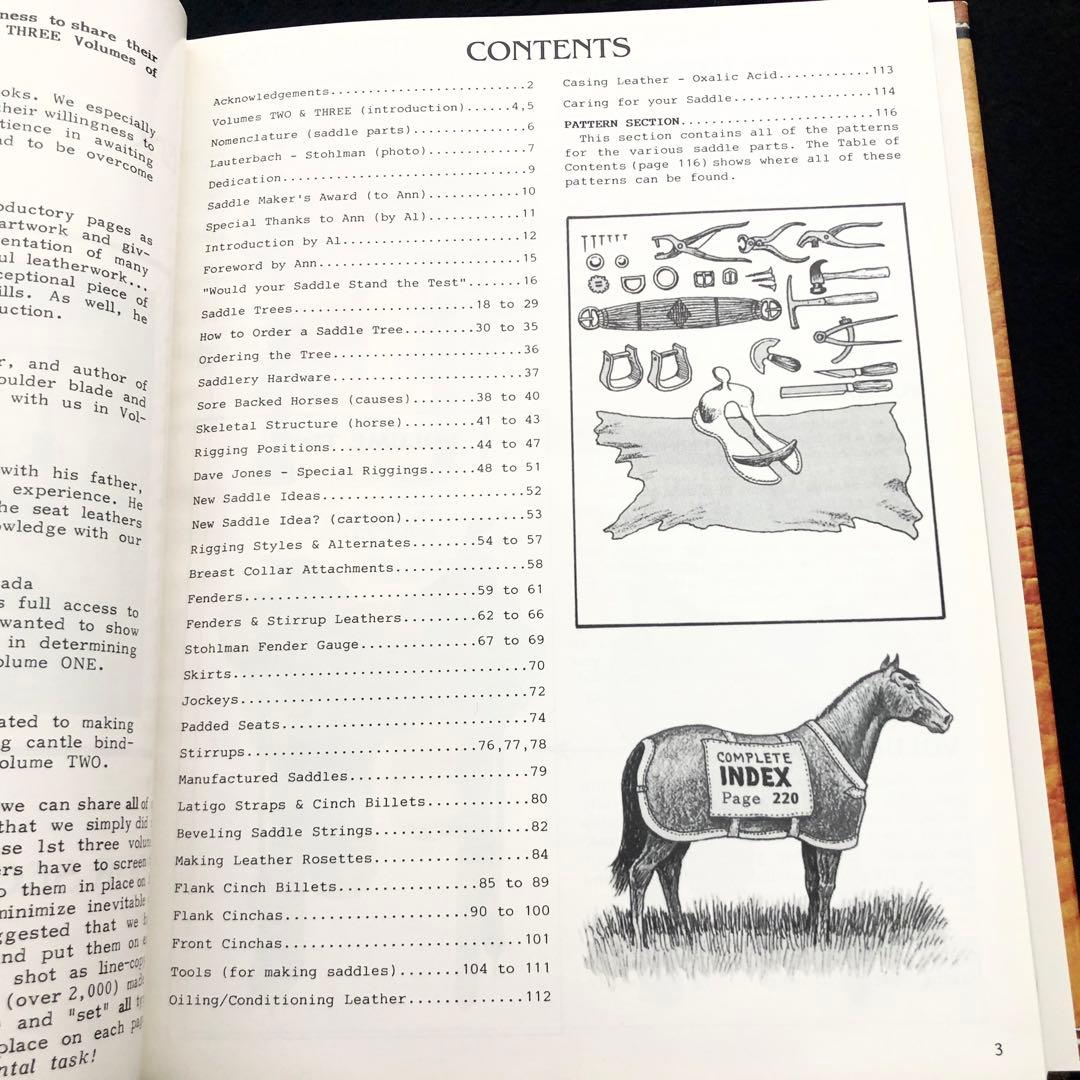 ness to share their
THREE Volumes of
ooks. We especially
their willingness to
tience in awaiting
nd to be overcome
oductory pages as
artwork and giv-
entation of many
ul leatherwork...
ceptional piece of
ills. As well, he
uction.
r, and author of
oulder blade and
with us in Vol-
with his father,
experience. He
he seat leathers
owledge with our
ada
s full access to
wanted to show
in determining
olume ONE.
ated to making
g cantle bind-
olume TWO.
we can share all of
that we simply did
se 1st three volu
ers have to screen
o them in place on
minimize inevitable
ggested that we
and put them on
shot as line-cop
(over 2,000) mad
and "set" all
place on each pa
ntal task!
CONTENTS
Acknowledgements..............................2
Volumes TWO & THREE (introduction)......4,5
Nomenclature (saddle parts)................6
Lauterbach - Stohlman (photo)..............7
Dedication....................................9
Saddle Maker's Award (to Ann)............10
Special Thanks to Ann (by Al)............11
Introduction by Al..........................12
Foreword by Ann.............................15
"Would your Saddle Stand the Test".......16
Saddle Trees.........................18 to 29
How to Order a Saddle Tree.........30 to 35
Ordering the Tree...........................36
Saddlery Hardware...........................37
Sore Backed Horses (causes)........38 to 40
Skeletal Structure (horse).........41 to 43
Rigging Positions...................44 to 47
Dave Jones - Special Riggings......48 to 51
New Saddle Ideas............................52
New Saddle Idea? (cartoon)................53
Rigging Styles & Alternates........54 to 57
Breast Collar Attachments.................58
Fenders..............................59 to 61
Fenders & Stirrup Leathers.........62 to 66
Stohlman Fender Gauge..............67 to 69
Skirts......................................70
Jockeys.....................................72
Padded Seats................................74
Stirrups.............................76,77,78
Manufactured Saddles.......................79
Latigo Straps & Cinch Billets............80
Beveling Saddle Strings....................82
Making Leather Rosettes....................84
Flank Cinch Billets.................85 to 89
Flank Cinchas.......................90 to 100
Front Cinchas..............................101
Tools (for making saddles).......104 to 111
Oiling/Conditioning Leather..............112
Casing Leather - Oxalic Acid............113
Caring for your Saddle..................114
PATTERN SECTION.........................116
This section contains all of the patterns
for the various saddle parts. The Table of
Contents (page 116) shows where all of these
patterns can be found.
COMPLETE
INDEX
Page 220
3